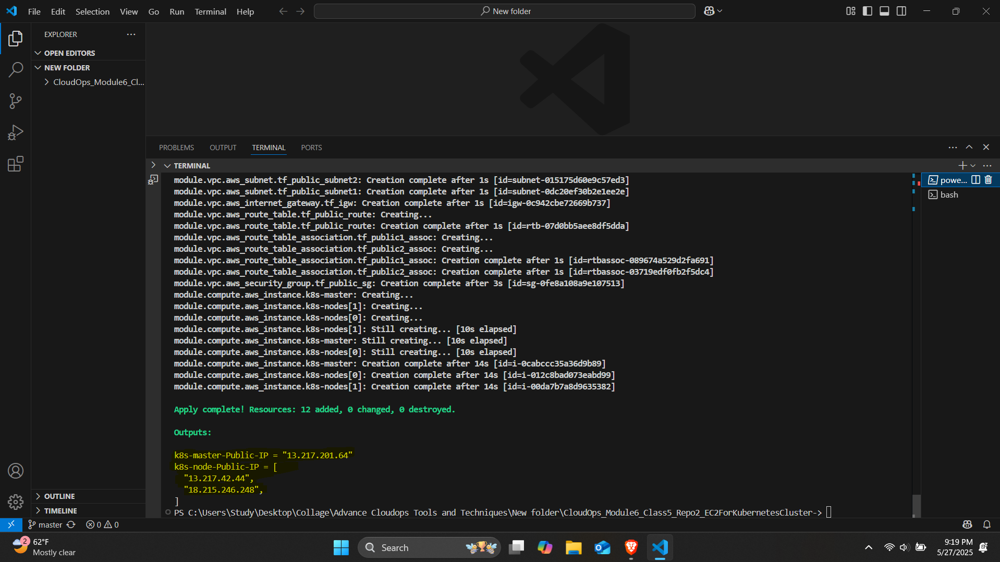 File Edit Selection View Go Run Terminal Help
New folder
EXPLORER
OPEN EDITORS
NEW FOLDER
CloudOps_Module6_Cl...
PROBLEMS OUTPUT TERMINAL PORTS
TERMINAL
module.vpc.aws_subnet.tf_public_subnet2: Creation complete after 1s [id=subnet-015175d60e9c57ed3]
module.vpc.aws_subnet.tf_public_subnet1: Creation complete after 1s [id=subnet-0dc20ef30b2e1ee2e]
module.vpc.aws_internet_gateway.tf_igw: Creation complete after 1s [id=igw-0c942cbe72669b737]
module.vpc.aws_route_table.tf_public_route: Creating...
module.vpc.aws_route_table.tf_public_route: Creation complete after 1s [id=rtb-07d0bb5aee8df5dda]
module.vpc.aws_route_table_association.tf_public1_assoc: Creating...
module.vpc.aws_route_table_association.tf_public2_assoc: Creating...
module.vpc.aws_route_table_association.tf_public1_assoc: Creation complete after 1s [id=rtbassoc-089674a529d2fa691]
module.vpc.aws_route_table_association.tf_public2_assoc: Creation complete after 1s [id=rtbassoc-03719edf0fb2f5dc4]
module.vpc.aws_security_group.tf_public_sg: Creation complete after 3s [id=sg-0fe8a108a9e107513]
module.compute.aws_instance.k8s-master: Creating...
module.compute.aws_instance.k8s-nodes[1]: Creating...
module.compute.aws_instance.k8s-nodes[0]: Creating...
module.compute.aws_instance.k8s-nodes[1]: Still creating... [10s elapsed]
module.compute.aws_instance.k8s-master: Still creating... [10s elapsed]
module.compute.aws_instance.k8s-nodes[0]: Still creating... [10s elapsed]
module.compute.aws_instance.k8s-master: Creation complete after 14s [id=i-0cabccc35a36d9b89]
module.compute.aws_instance.k8s-nodes[0]: Creation complete after 14s [id=i-012c8bad073eabd99]
module.compute.aws_instance.k8s-nodes[1]: Creation complete after 14s [id=i-00da7b7a8d9635382]
Apply complete! Resources: 12 added, 0 changed, 0 destroyed.
Outputs:
k8s-master-Public-IP = "13.217.201.64"
k8s-node-Public-IP = [
"13.217.42.44",
"18.215.246.248",
]
PS C:\Users\Study\Desktop\Collage\Advance Cloudops Tools and Techniques\New folder\CloudOps_Module6_Class5_Repo2_EC2ForKubernetesCluster->
powe...
bash
OUTLINE
TIMELINE
master 0 0
2
62°F
Mostly clear
Search
9:19 PM
5/27/2025